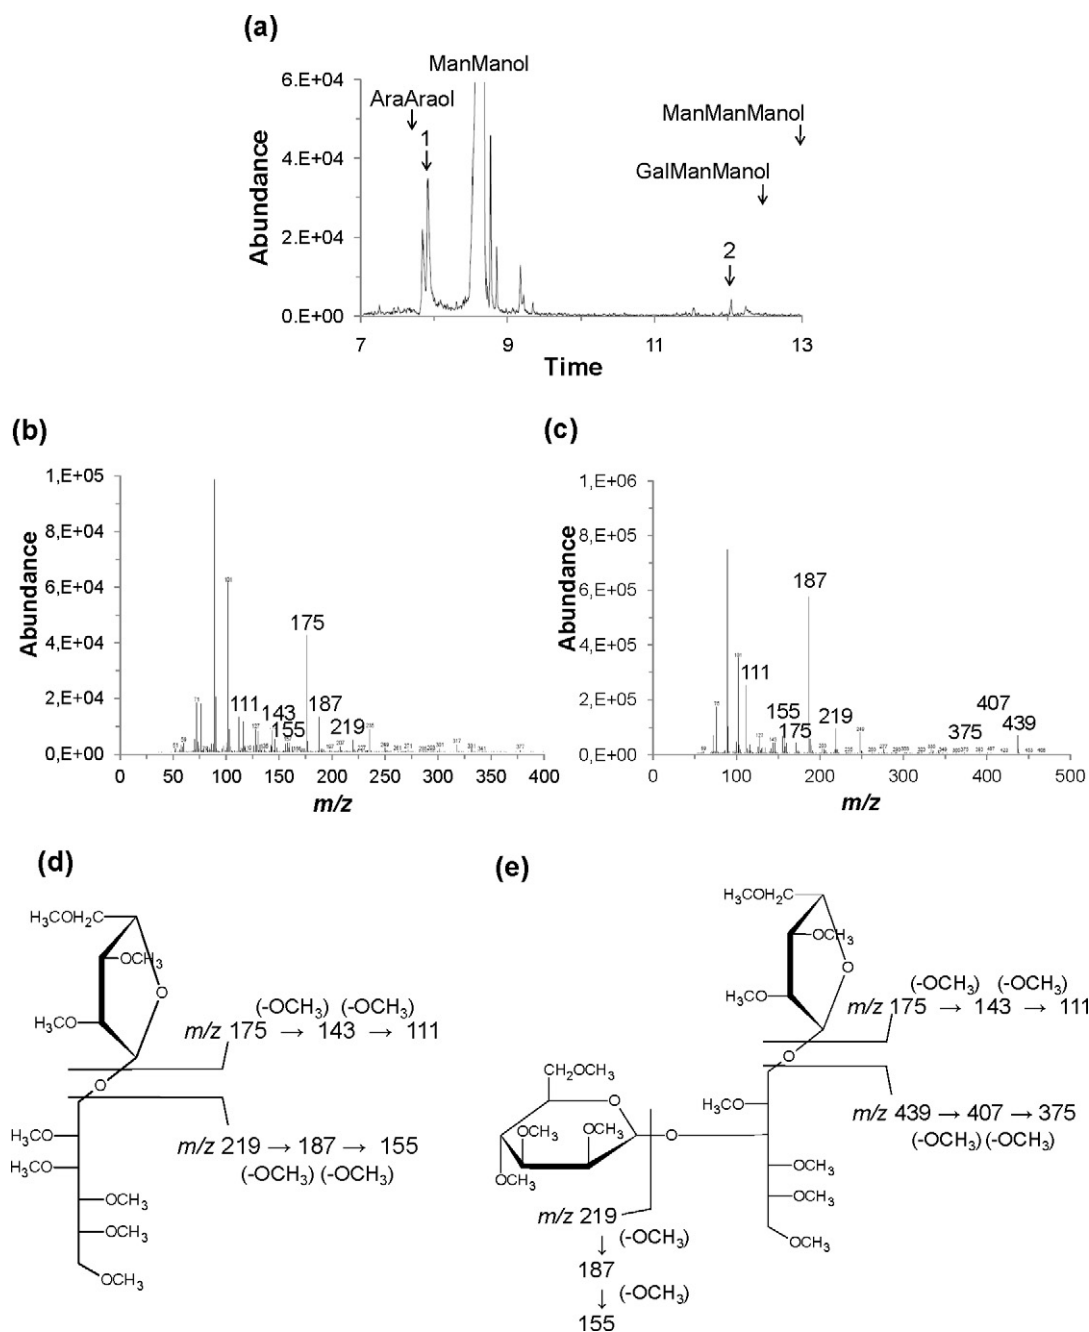 (a)
ManManol
AraAraol
1
ManManManol
GalManManol
2
Abundance
6.E+04
4.E+04
2.E+04
0.E+00
7 9 11 13
Time
(b)
Abundance
1,E+05
8,E+04
6,E+04
4,E+04
2,E+04
0,E+00
175
111 143 155 187 219
0 50 100 150 200 250 300 350 400
m/z
(c)
Abundance
1,E+06
8,E+05
6,E+05
4,E+05
2,E+05
0,E+00
187
111 155 175 219 375 407 439
0 100 200 300 400 500
m/z
(d)
H₃COH₂C
O
OCH₃
H₃CO
(-OCH₃) (-OCH₃)
m/z 175 → 143 → 111
O
m/z 219 → 187 → 155
(-OCH₃) (-OCH₃)
H₃CO
H₃CO
OCH₃
OCH₃
OCH₃
(e)
H₃COH₂C
O
OCH₃
H₃CO
(-OCH₃) (-OCH₃)
m/z 175 → 143 → 111
O
m/z 439 → 407 → 375
(-OCH₃) (-OCH₃)
CH₂OCH₃
O
OCH₃ OCH₃
OCH₃
O
H₃CO
OCH₃
OCH₃
OCH₃
m/z 219
↓ (-OCH₃)
187
↓ (-OCH₃)
155